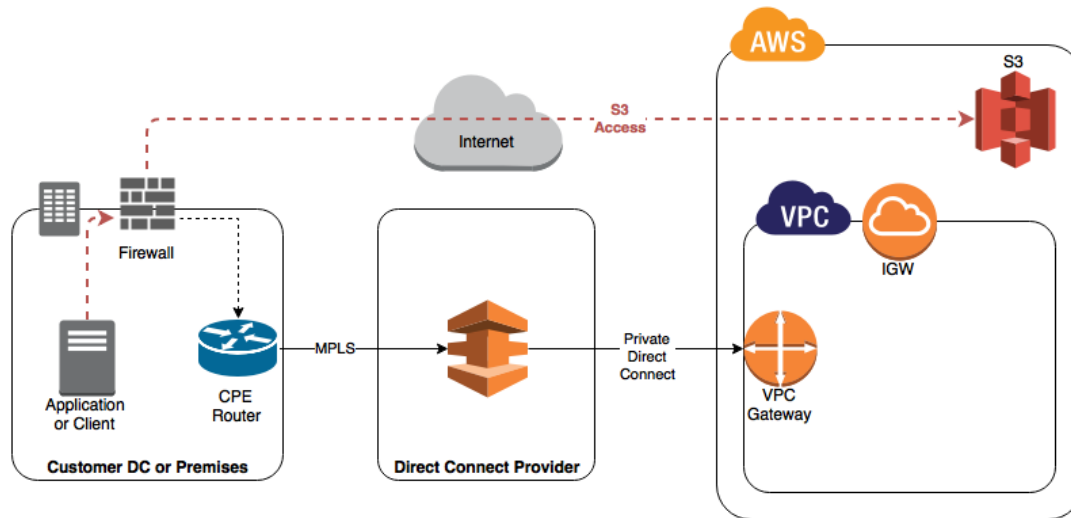 AWS
S3
S3
Access
Internet
VPC
Firewall
IGW
MPLS
Private
Direct
Connect
Application
or Client
CPE
Router
VPC
Gateway
Customer DC or Premises
Direct Connect Provider